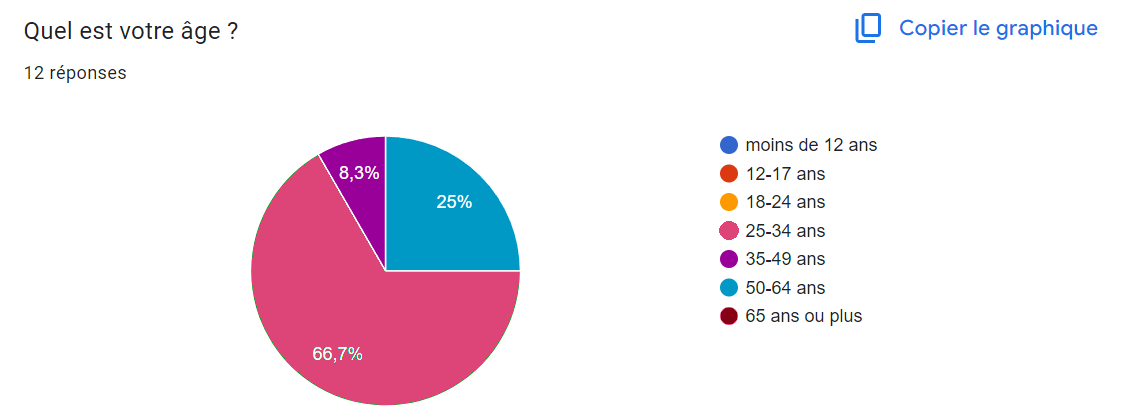 Quel est votre âge ?
Copier le graphique
12 réponses
8,3%
25%
66,7%
moins de 12 ans
12-17 ans
18-24 ans
25-34 ans
35-49 ans
50-64 ans
65 ans ou plus